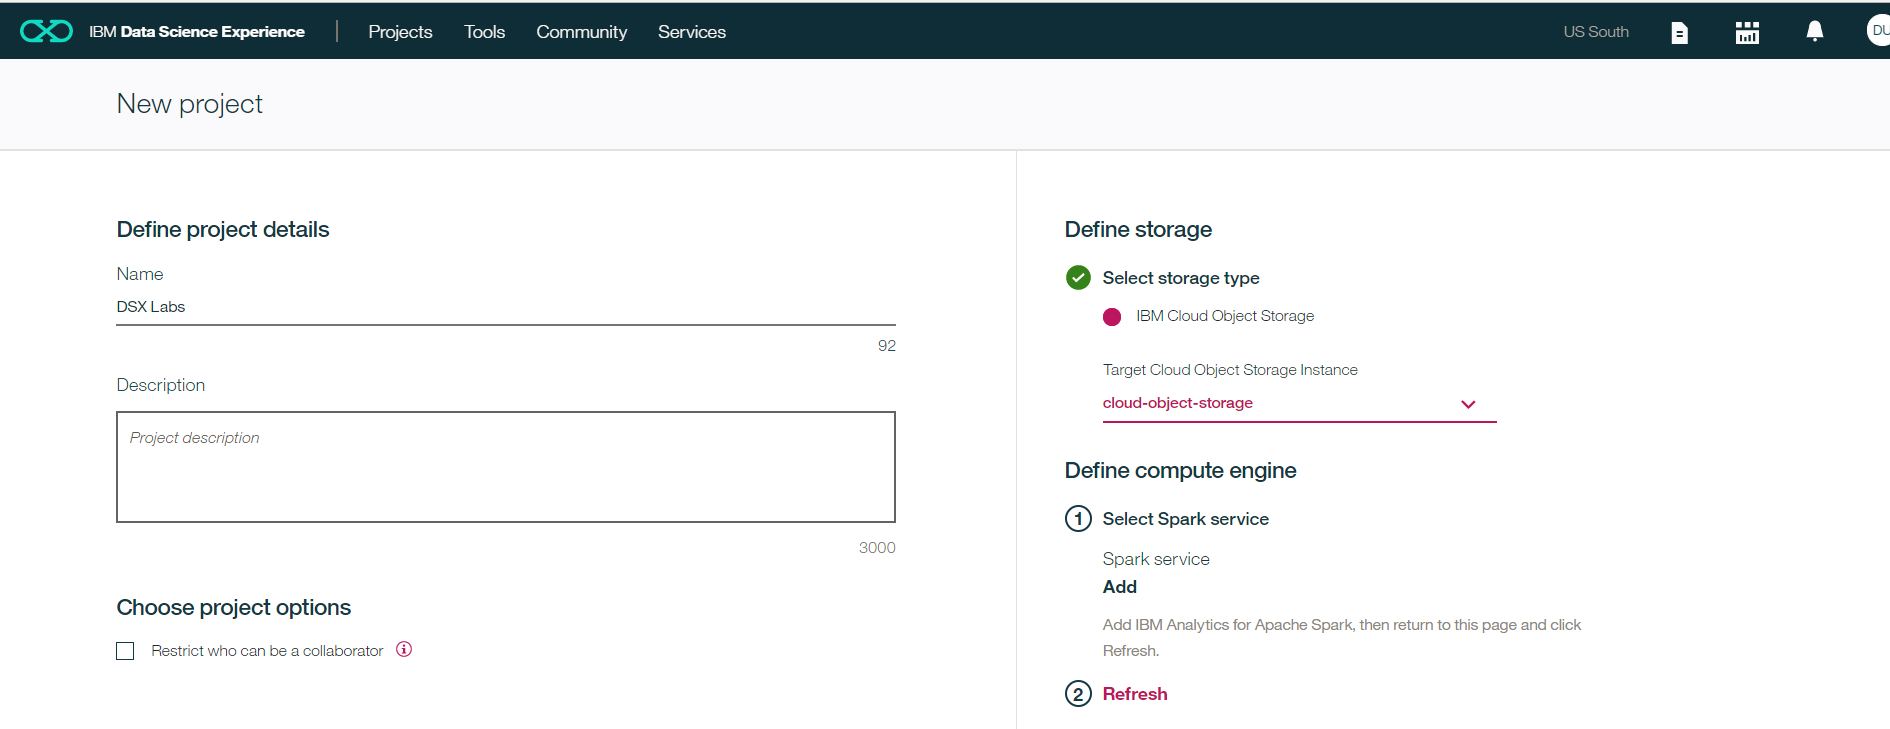 IBM Data Science Experience
Projects
Tools
Community
Services
US South
DU
New project
Define project details
Name
DSX Labs
92
Description
Project description
3000
Choose project options
Restrict who can be a collaborator
Define storage
Select storage type
IBM Cloud Object Storage
Target Cloud Object Storage Instance
cloud-object-storage
Define compute engine
1 Select Spark service
Spark service
Add
Add IBM Analytics for Apache Spark, then return to this page and click
Refresh.
2 Refresh